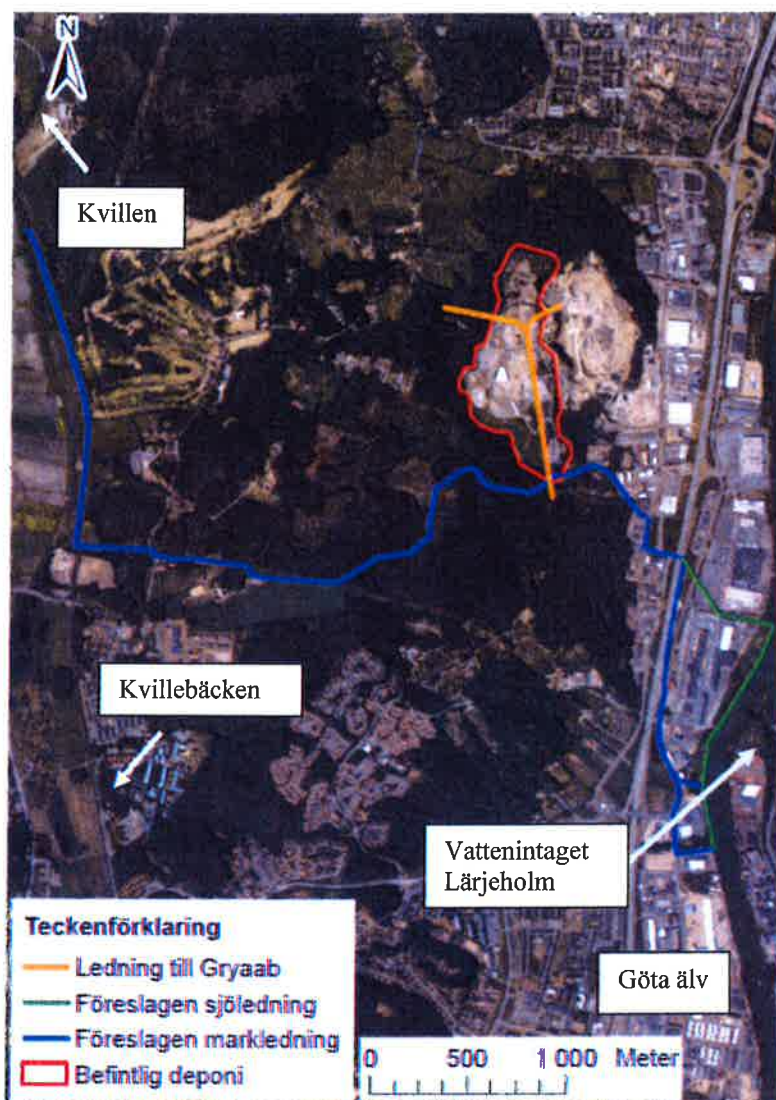 N
Kvillen
Kvillebäcken
Vattenintaget
Lärjeholm
Göta älv
Teckenförklaring
Ledning till Gryaab
Föreslagen sjöledning
Föreslagen markledning
Befintlig deponi
0 500 1 000 Meter